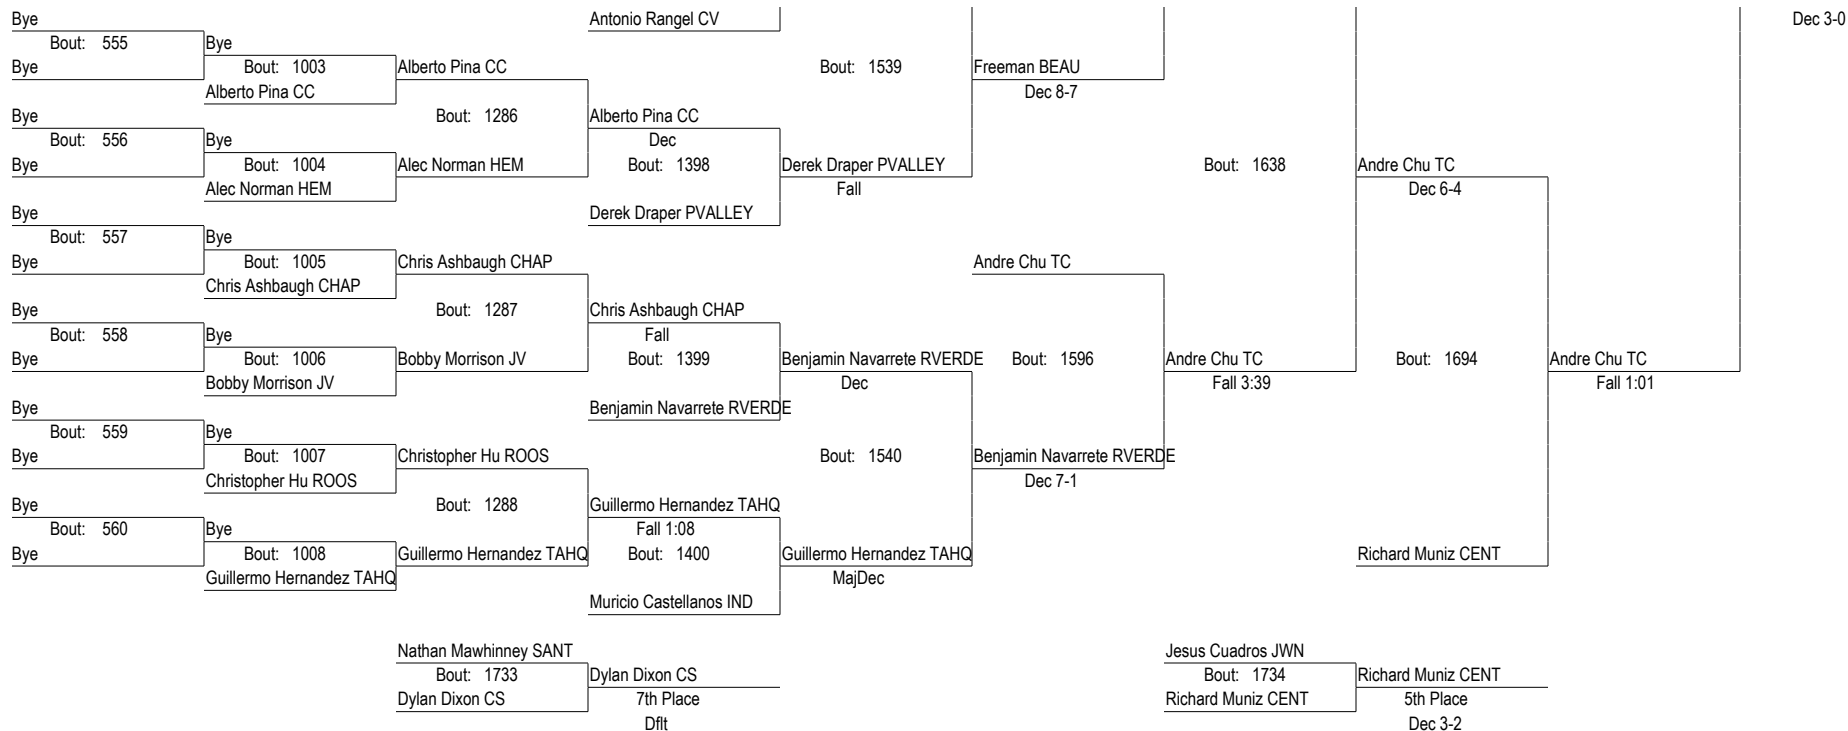 Bye Antonio Rangel CV Dec 3-0
Bout: 555 Bye
Bye Bout: 1003 Alberto Pina CC Bout: 1539 Freeman BEAU
Alberto Pina CC Dec 8-7
Bye Bout: 1286 Alberto Pina CC
Bout: 556 Bye Dec
Bye Bout: 1004 Alec Norman HEM Bout: 1398 Derek Draper PVALLEY Bout: 1638 Andre Chu TC
Alec Norman HEM Fall Dec 6-4
Bye Derek Draper PVALLEY
Bout: 557 Bye
Bye Bout: 1005 Chris Ashbaugh CHAP Andre Chu TC
Chris Ashbaugh CHAP
Bye Bout: 1287 Chris Ashbaugh CHAP
Bout: 558 Bye Fall
Bye Bout: 1006 Bobby Morrison JV Bout: 1399 Benjamin Navarrete RVERDE Bout: 1596 Andre Chu TC Bout: 1694 Andre Chu TC
Bobby Morrison JV Dec Fall 3:39 Fall 1:01
Bye Benjamin Navarrete RVERDE
Bout: 559 Bye
Bye Bout: 1007 Christopher Hu ROOS Bout: 1540 Benjamin Navarrete RVERDE
Christopher Hu ROOS Dec 7-1
Bye Bout: 1288 Guillermo Hernandez TAHQ
Bout: 560 Bye Fall 1:08
Bye Bout: 1008 Guillermo Hernandez TAHQ Bout: 1400 Guillermo Hernandez TAHQ Richard Muniz CENT
Guillermo Hernandez TAHQ MajDec
Muricio Castellanos IND
Nathan Mawhinney SANT Jesus Cuadros JWN
Bout: 1733 Dylan Dixon CS Bout: 1734 Richard Muniz CENT
Dylan Dixon CS 7th Place Richard Muniz CENT 5th Place
Dflt Dec 3-2